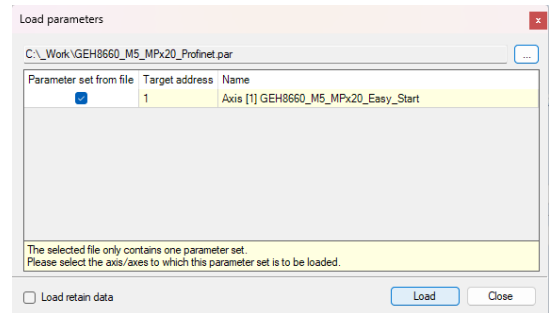 Load parameters
x
C:\_Work\GEH8660_M5_MPx20_Profinet.par
...
Parameter set from file Target address Name
1 Axis [1] GEH8660_M5_MPx20_Easy_Start
The selected file only contains one parameter set.
Please select the axis/axes to which this parameter set is to be loaded.
Load retain data Load Close